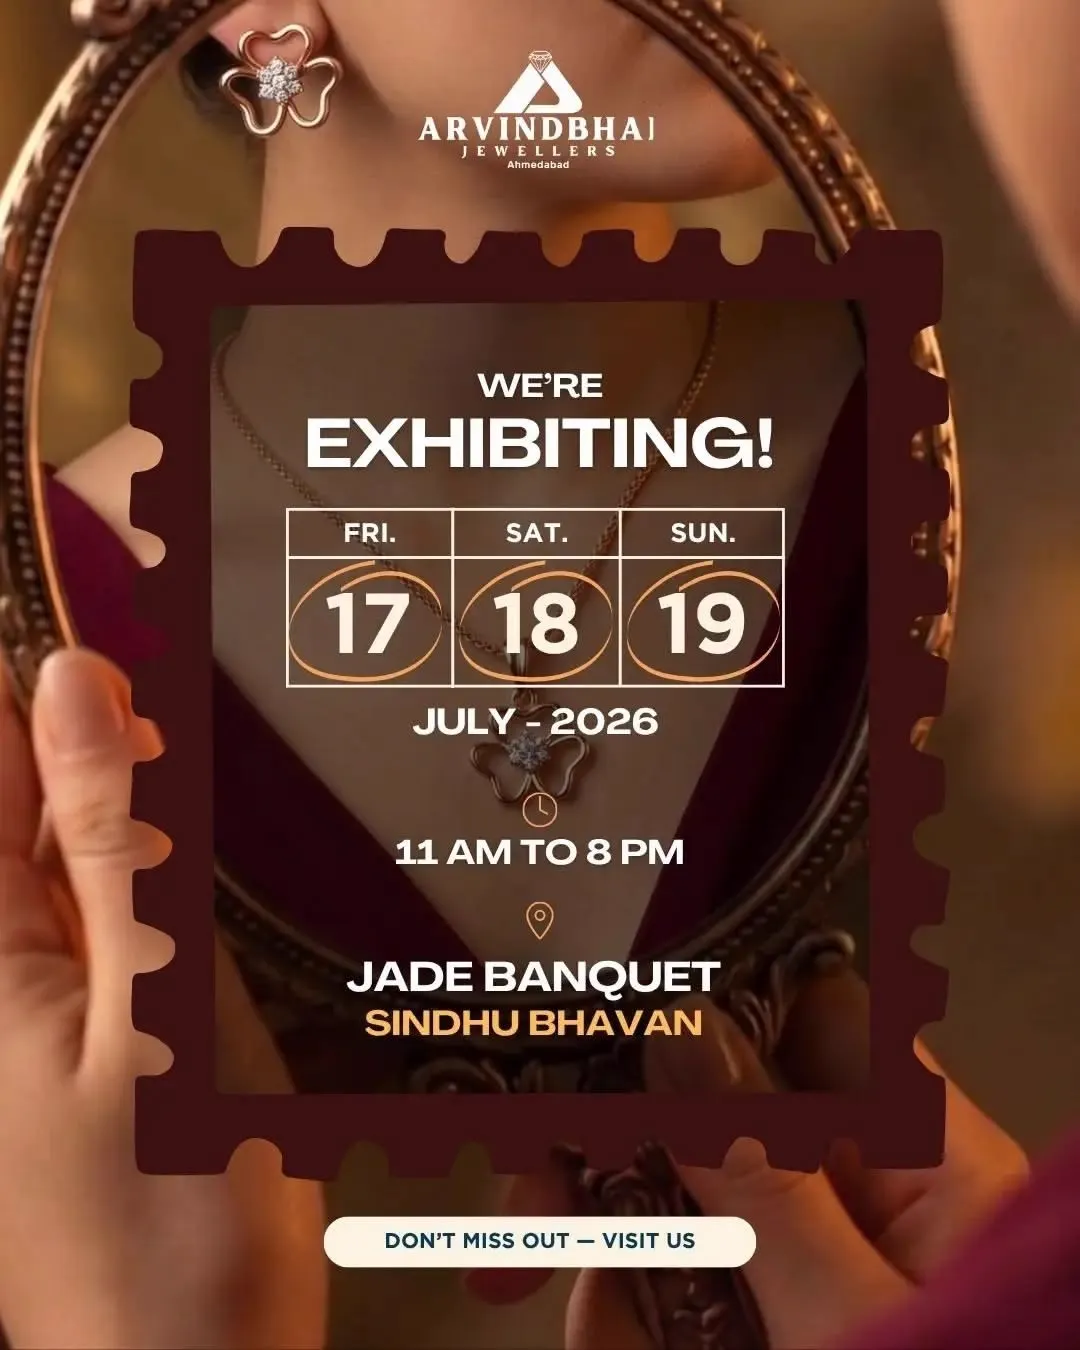 ARVINDBHAI
JEWELLERS
Ahmedabad
WE'RE
EXHIBITING!
FRI. SAT. SUN.
17 18 19
JULY - 2026
11 AM TO 8 PM
JADE BANQUET
SINDHU BHAVAN
DON'T MISS OUT — VISIT US